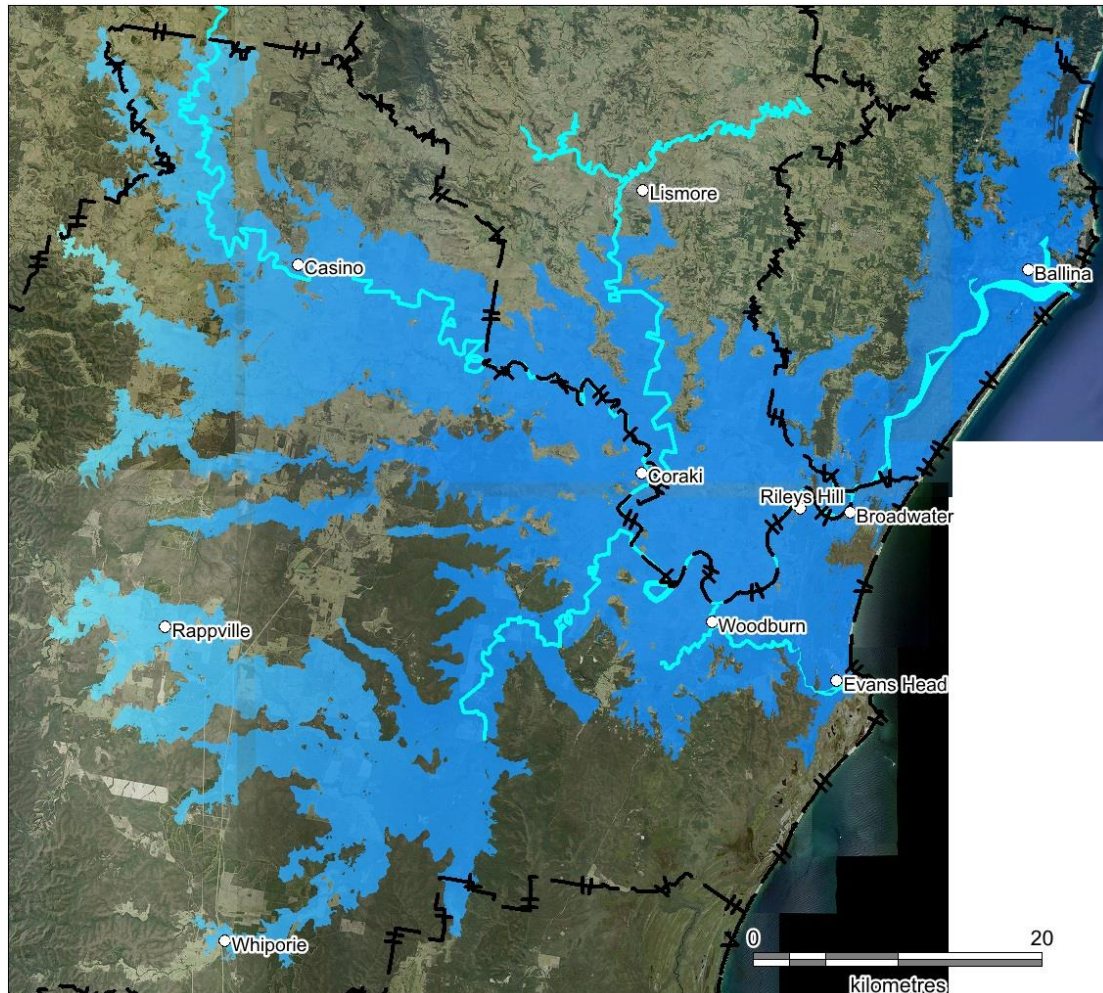 Lismore
Casino
Ballina
Coraki
Rileys Hill
Broadwater
Rappville
Woodburn
Evans Head
Whiporie
0 20
kilometres